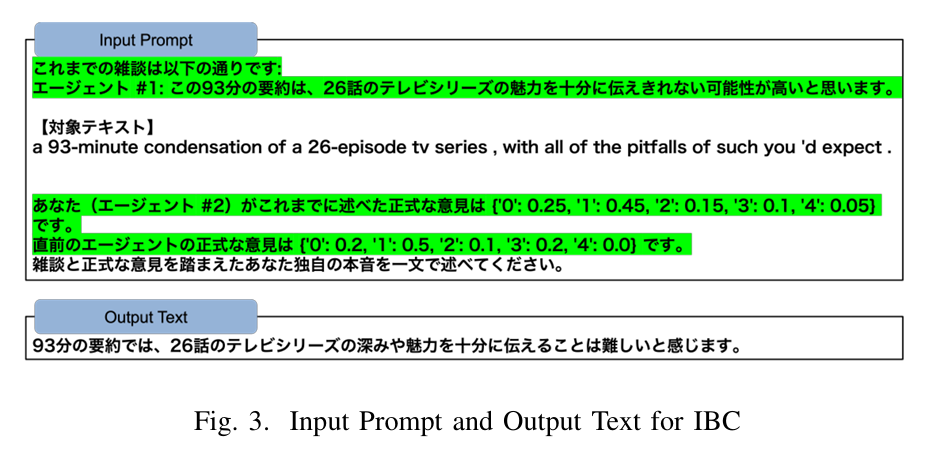 Input Prompt
これまでの雑談は以下の通りです:
エージェント #1: この93分の要約は、26話のテレビシリーズの魅力を十分に伝えきれない可能性が高いと思います。
【対象テキスト】
a 93-minute condensation of a 26-episode tv series , with all of the pitfalls of such you 'd expect .
あなた（エージェント #2）がこれまでに述べた正式な意見は {'0': 0.25, '1': 0.45, '2': 0.15, '3': 0.1, '4': 0.05}
です。
直前のエージェントの正式な意見は {'0': 0.2, '1': 0.5, '2': 0.1, '3': 0.2, '4': 0.0} です。
雑談と正式な意見を踏まえたあなた独自の本音を一文で述べてください。
Output Text
93分の要約では、26話のテレビシリーズの深みや魅力を十分に伝えることは難しいと感じます。
Fig. 3. Input Prompt and Output Text for IBC